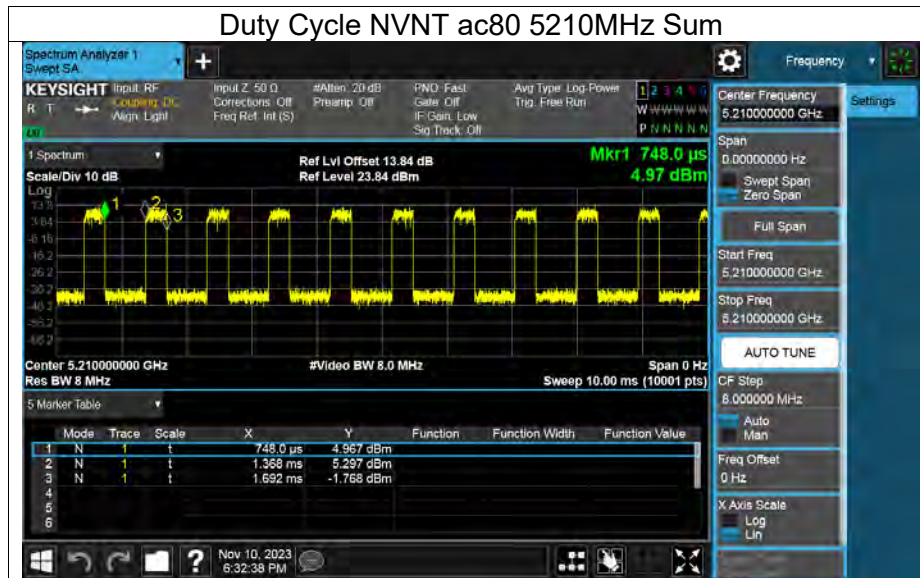 Duty Cycle NVNT ac80 5210MHz Sum
Spectrum Analyzer 1
Swept SA
+
Frequency
KEYSIGHT
Input: RF
Input Z: 50 Ω
#Atten: 20 dB
PNO: Fast
Avg Type: Log-Power
1 2 3 4 5 6
R T
Coupling: DC
Corrections: Off
Preamp: Off
Gate: Off
Trig: Free Run
W W W W W W
Align: Light
Freq Ref: Int (S)
IF Gain: Low
P N N N N N
Sig Track: Off
1 Spectrum
Ref Lvl Offset 13.84 dB
Mkr1 748.0 µs
Scale/Div 10 dB
Ref Level 23.84 dBm
4.97 dBm
Log
13.8
3.84
-6.16
-16.2
-26.2
-36.2
-46.2
-56.2
-66.2
1
2
3
Center 5.210000000 GHz
#Video BW 8.0 MHz
Span 0 Hz
Res BW 8 MHz
Sweep 10.00 ms (10001 pts)
5 Marker Table
Mode Trace Scale X Y Function Function Width Function Value
1 N 1 t 748.0 µs 4.967 dBm
2 N 1 t 1.368 ms 5.297 dBm
3 N 1 t 1.692 ms -1.768 dBm
4
5
6
Nov 10, 2023
6:32:38 PM
Center Frequency
5.210000000 GHz
Settings
Span
0.00000000 Hz
Swept Span
Zero Span
Full Span
Start Freq
5.210000000 GHz
Stop Freq
5.210000000 GHz
AUTO TUNE
CF Step
8.000000 MHz
Auto
Man
Freq Offset
0 Hz
X Axis Scale
Log
Lin